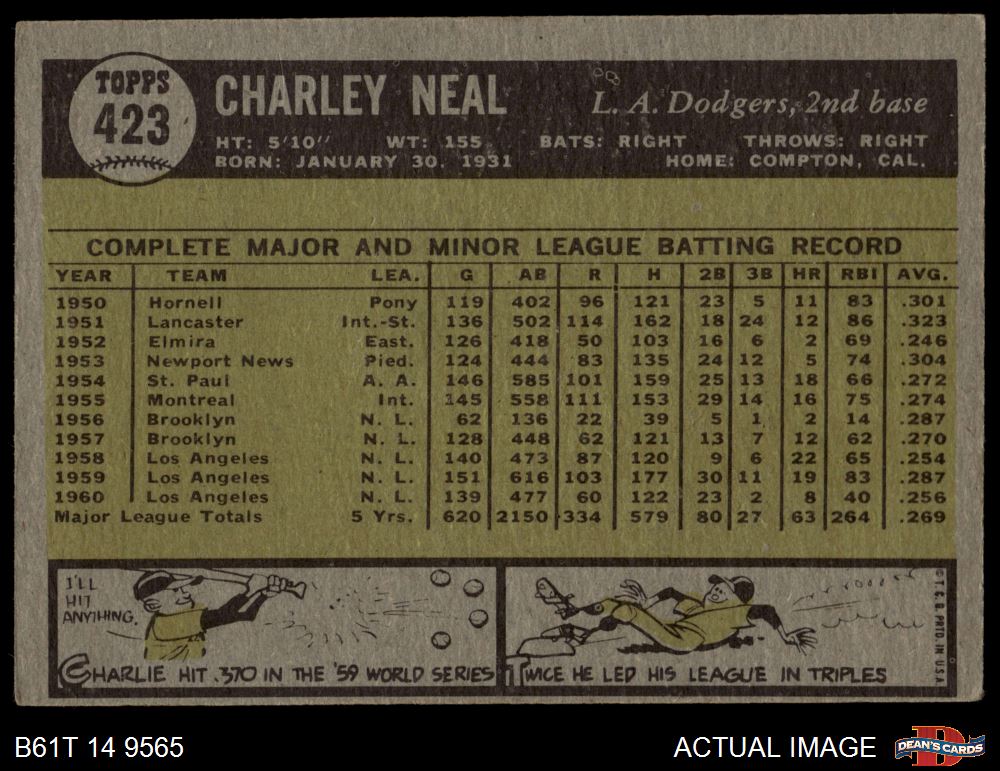 TOPPS
423
CHARLEY NEAL
L. A. Dodgers, 2nd base
HT: 5'10" WT: 155 BATS: RIGHT THROWS: RIGHT
BORN: JANUARY 30, 1931 HOME: COMPTON, CAL.
COMPLETE MAJOR AND MINOR LEAGUE BATTING RECORD
YEAR TEAM LEA. G AB R H 2B 3B HR RBI AVG.
1950 Hornell Pony 119 402 96 121 23 5 11 83 .301
1951 Lancaster Int.-St. 136 502 114 162 18 24 12 86 .323
1952 Elmira East. 126 418 50 103 16 6 2 69 .246
1953 Newport News Pied. 124 444 83 135 24 12 5 74 .304
1954 St. Paul A. A. 146 585 101 159 25 13 18 66 .272
1955 Montreal Int. 145 558 111 153 29 14 16 75 .274
1956 Brooklyn N. L. 62 136 22 39 5 1 2 14 .287
1957 Brooklyn N. L. 128 448 62 121 13 7 12 62 .270
1958 Los Angeles N. L. 140 473 87 120 9 6 22 65 .254
1959 Los Angeles N. L. 151 616 103 177 30 11 19 83 .287
1960 Los Angeles N. L. 139 477 60 122 23 2 8 40 .256
Major League Totals 5 Yrs. 620 2150 334 579 80 27 63 264 .269
I'LL
HIT
ANYTHING.
CHARLIE HIT .370 IN THE '59 WORLD SERIES
TWICE HE LED HIS LEAGUE IN TRIPLES
© T. C. G. PRTD. IN U.S.A.
B61T 14 9565
ACTUAL IMAGE
DEAN'S CARDS